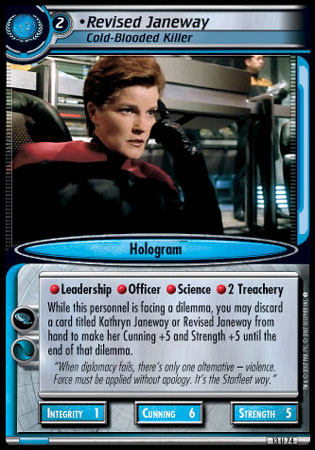 2
•Revised Janeway
Cold-Blooded Killer
Hologram
Leadership Officer Science 2 Treachery
While this personnel is facing a dilemma, you may discard
a card titled Kathryn Janeway or Revised Janeway from
hand to make her Cunning +5 and Strength +5 until the
end of that dilemma.
"When diplomacy fails, there's only one alternative – violence.
Force must be applied without apology. It's the Starfleet way."
INTEGRITY 1 CUNNING 6 STRENGTH 5
13 U 74